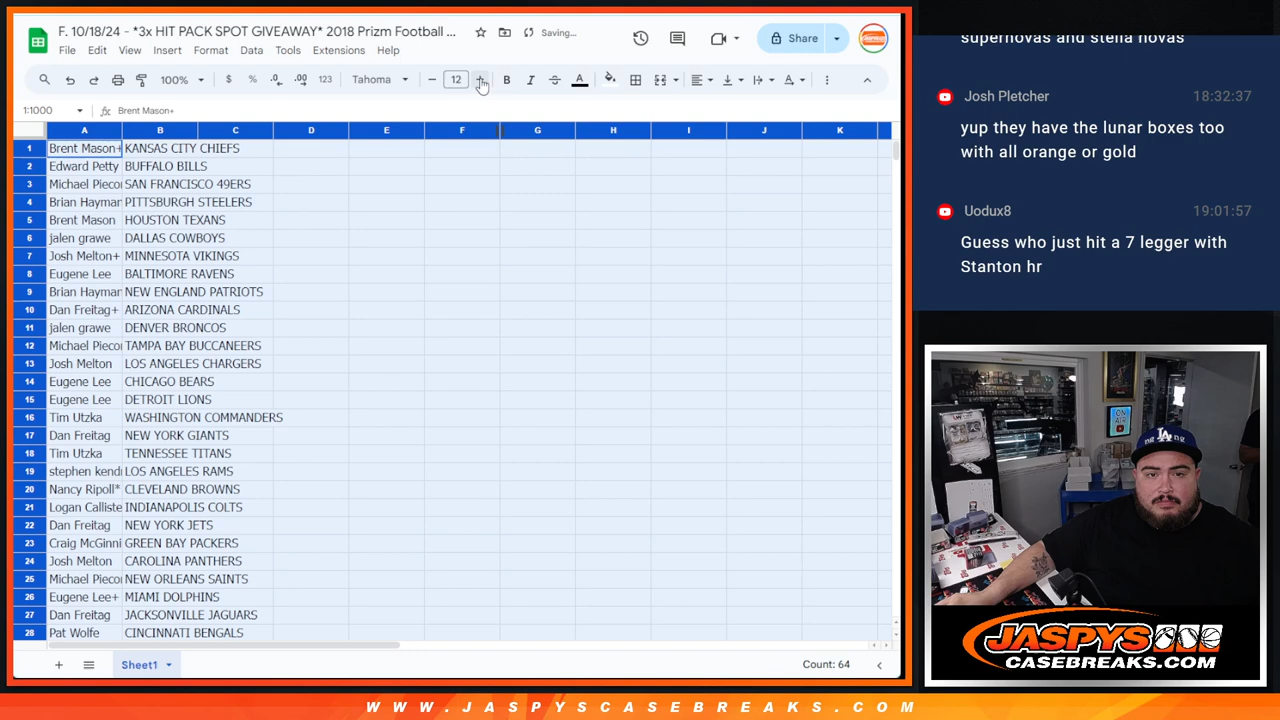 F. 10/18/24 - *3x HIT PACK SPOT GIVEAWAY* 2018 Prizm Football ...
Saving...
Share
File Edit View Insert Format Data Tools Extensions Help
100% $ % .0 .00 123 Tahoma 12 B I A
1:1000 fx Brent Mason+
A B C D E F G H I J K
1 Brent Mason+ KANSAS CITY CHIEFS
2 Edward Petty BUFFALO BILLS
3 Michael Piecor SAN FRANCISCO 49ERS
4 Brian Hayman PITTSBURGH STEELERS
5 Brent Mason HOUSTON TEXANS
6 jalen grawe DALLAS COWBOYS
7 Josh Melton+ MINNESOTA VIKINGS
8 Eugene Lee BALTIMORE RAVENS
9 Brian Hayman NEW ENGLAND PATRIOTS
10 Dan Freitag+ ARIZONA CARDINALS
11 jalen grawe DENVER BRONCOS
12 Michael Piecor TAMPA BAY BUCCANEERS
13 Josh Melton LOS ANGELES CHARGERS
14 Eugene Lee CHICAGO BEARS
15 Eugene Lee DETROIT LIONS
16 Tim Utzka WASHINGTON COMMANDERS
17 Dan Freitag NEW YORK GIANTS
18 Tim Utzka TENNESSEE TITANS
19 stephen kendi LOS ANGELES RAMS
20 Nancy Ripoll* CLEVELAND BROWNS
21 Logan Calliste INDIANAPOLIS COLTS
22 Dan Freitag NEW YORK JETS
23 Craig McGinni GREEN BAY PACKERS
24 Josh Melton CAROLINA PANTHERS
25 Michael Piecor NEW ORLEANS SAINTS
26 Eugene Lee+ MIAMI DOLPHINS
27 Dan Freitag JACKSONVILLE JAGUARS
28 Pat Wolfe CINCINNATI BENGALS
Sheet1
Count: 64
supernovas and stella novas
Josh Pletcher 18:32:37
yup they have the lunar boxes too
with all orange or gold
Uodux8 19:01:57
Guess who just hit a 7 legger with
Stanton hr
ON
AIR
LA
JASPYS
CASEBREAKS.COM
WWW.JASPYSCASEBREAKS.COM